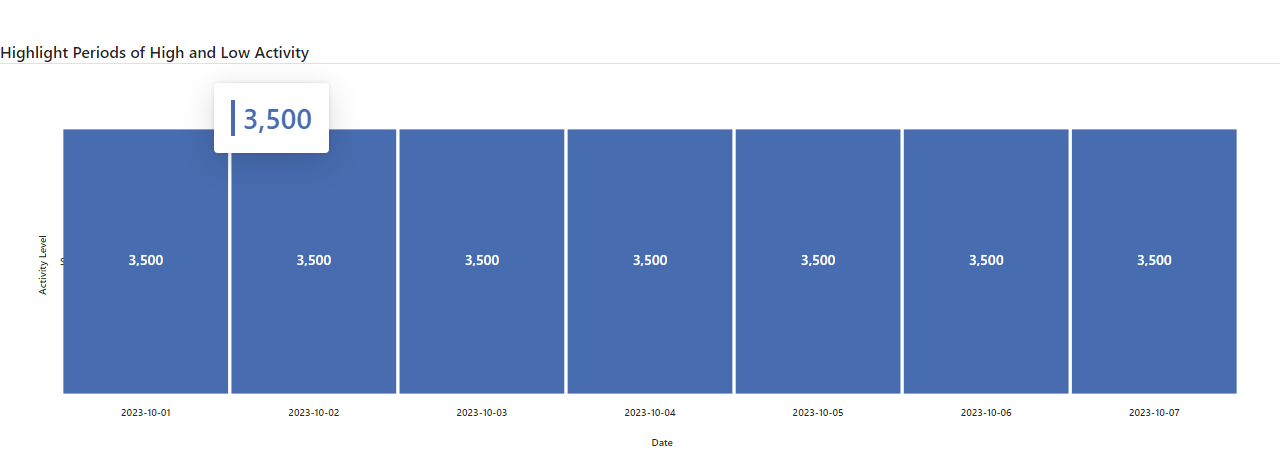 Highlight Periods of High and Low Activity
3,500
Activity Level
3,500 3,500 3,500 3,500 3,500 3,500 3,500
2023-10-01 2023-10-02 2023-10-03 2023-10-04 2023-10-05 2023-10-06 2023-10-07
Date